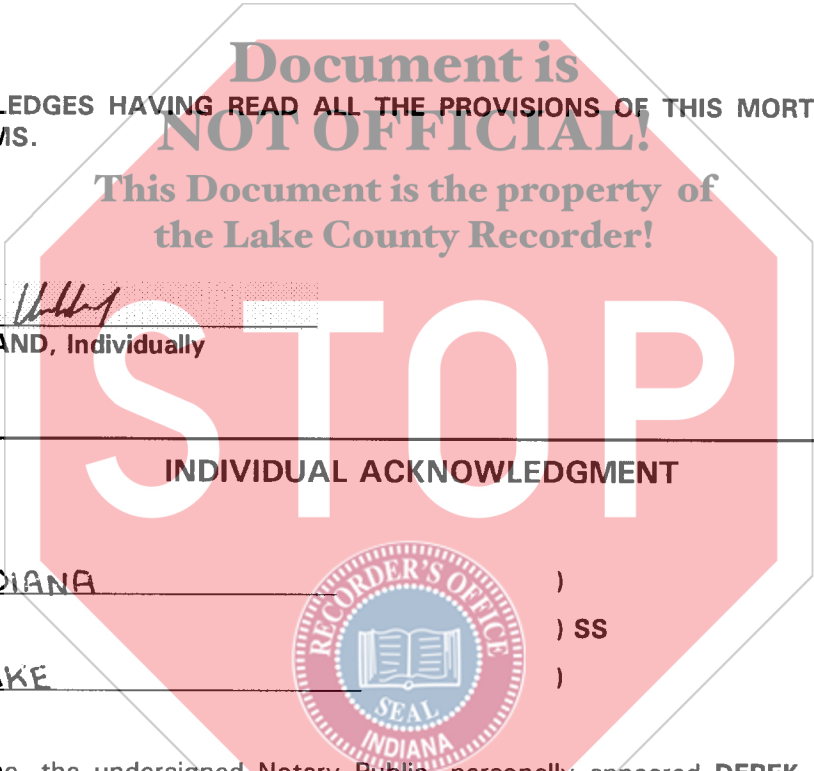 Document is
LEDGES HAVING READ ALL THE PROVISIONS OF THIS MORT
MS.
NOT OFFICIAL!
This Document is the property of
the Lake County Recorder!
AND, Individually
STOP
INDIVIDUAL ACKNOWLEDGMENT
DIANA )
) SS
AKE )
RECORDER'S OFFICE
SEAL
INDIANA
the undersigned Notary Public, personally appeared DEREK